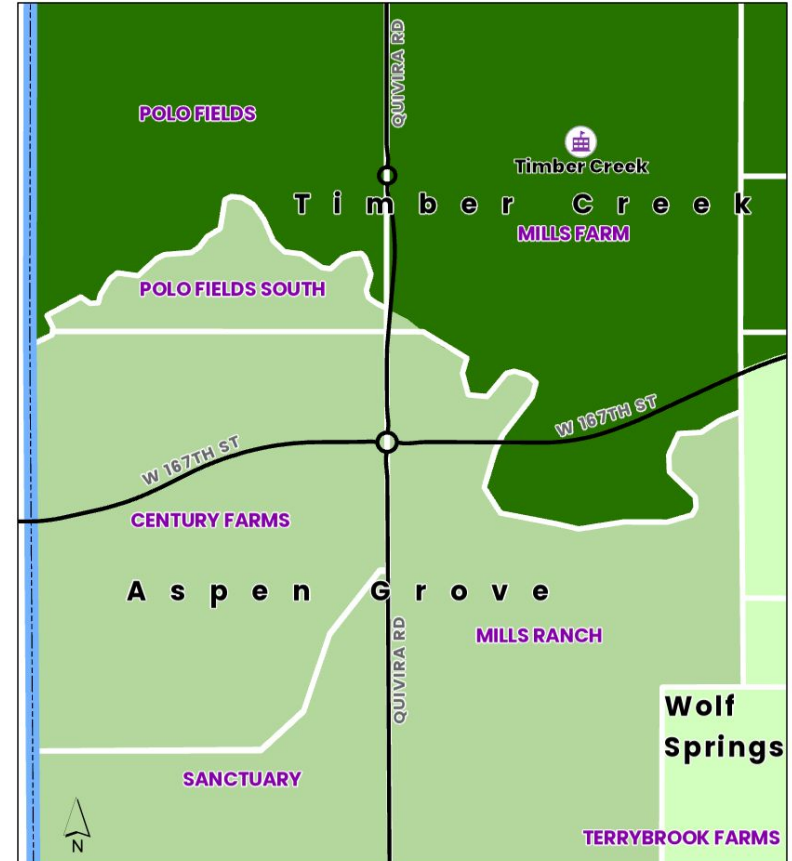 QUIVIRA RD
POLO FIELDS
Timber Creek
Timber Creek
MILLS FARM
POLO FIELDS SOUTH
W 167TH ST
W 167TH ST
CENTURY FARMS
Aspen Grove
QUIVIRA RD
MILLS RANCH
Wolf
Springs
SANCTUARY
TERRYBROOK FARMS
N